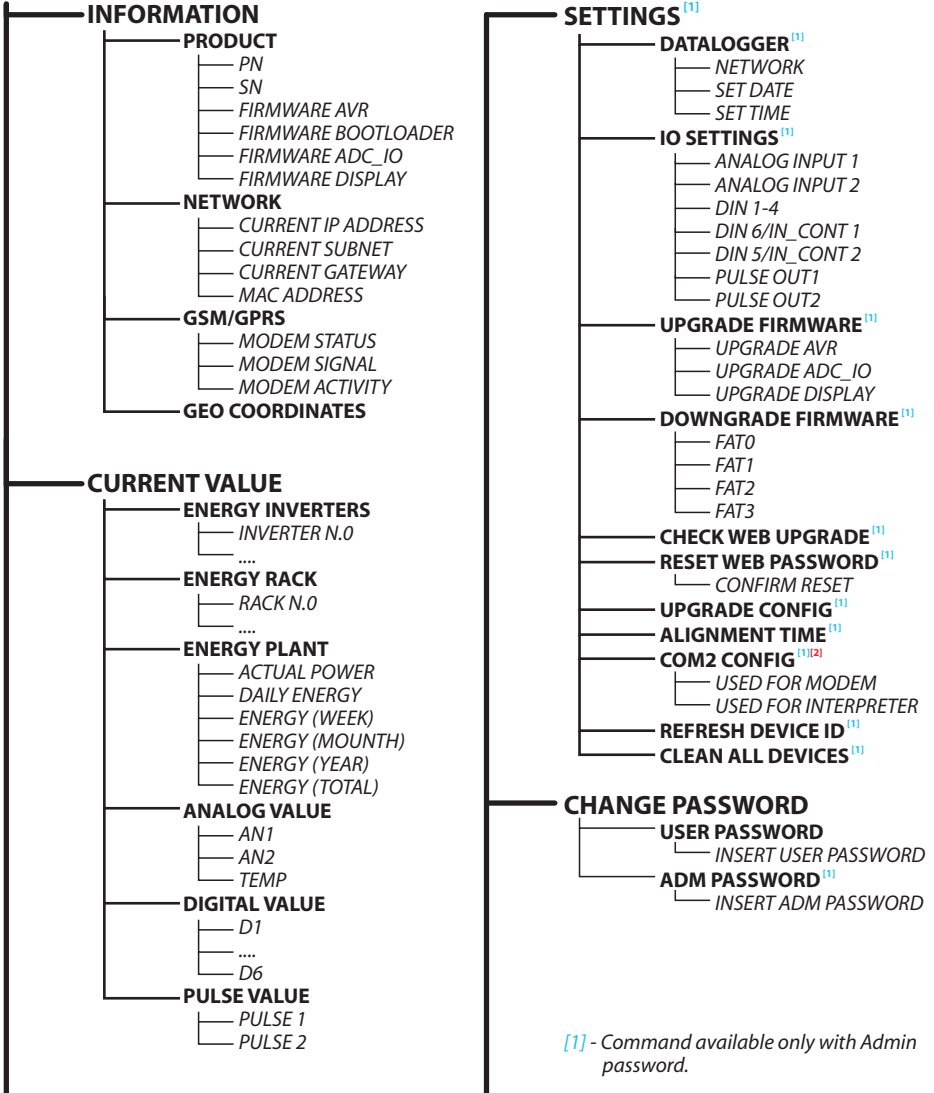 INFORMATION
PRODUCT
PN
SN
FIRMWARE AVR
FIRMWARE BOOTLOADER
FIRMWARE ADC_IO
FIRMWARE DISPLAY
NETWORK
CURRENT IP ADDRESS
CURRENT SUBNET
CURRENT GATEWAY
MAC ADDRESS
GSM/GPRS
MODEM STATUS
MODEM SIGNAL
MODEM ACTIVITY
GEO COORDINATES
CURRENT VALUE
ENERGY INVERTERS
INVERTER N.0
....
ENERGY RACK
RACK N.0
....
ENERGY PLANT
ACTUAL POWER
DAILY ENERGY
ENERGY (WEEK)
ENERGY (MOUNTH)
ENERGY (YEAR)
ENERGY (TOTAL)
ANALOG VALUE
AN1
AN2
TEMP
DIGITAL VALUE
D1
....
D6
PULSE VALUE
PULSE 1
PULSE 2
SETTINGS [1]
DATALOGGER [1]
NETWORK
SET DATE
SET TIME
IO SETTINGS [1]
ANALOG INPUT 1
ANALOG INPUT 2
DIN 1-4
DIN 6/IN_CONT 1
DIN 5/IN_CONT 2
PULSE OUT1
PULSE OUT2
UPGRADE FIRMWARE [1]
UPGRADE AVR
UPGRADE ADC_IO
UPGRADE DISPLAY
DOWNGRADE FIRMWARE [1]
FAT0
FAT1
FAT2
FAT3
CHECK WEB UPGRADE [1]
RESET WEB PASSWORD [1]
CONFIRM RESET
UPGRADE CONFIG [1]
ALIGNMENT TIME [1]
COM2 CONFIG [1][2]
USED FOR MODEM
USED FOR INTERPRETER
REFRESH DEVICE ID [1]
CLEAN ALL DEVICES [1]
CHANGE PASSWORD
USER PASSWORD
INSERT USER PASSWORD
ADM PASSWORD [1]
INSERT ADM PASSWORD
[1] - Command available only with Admin
password.